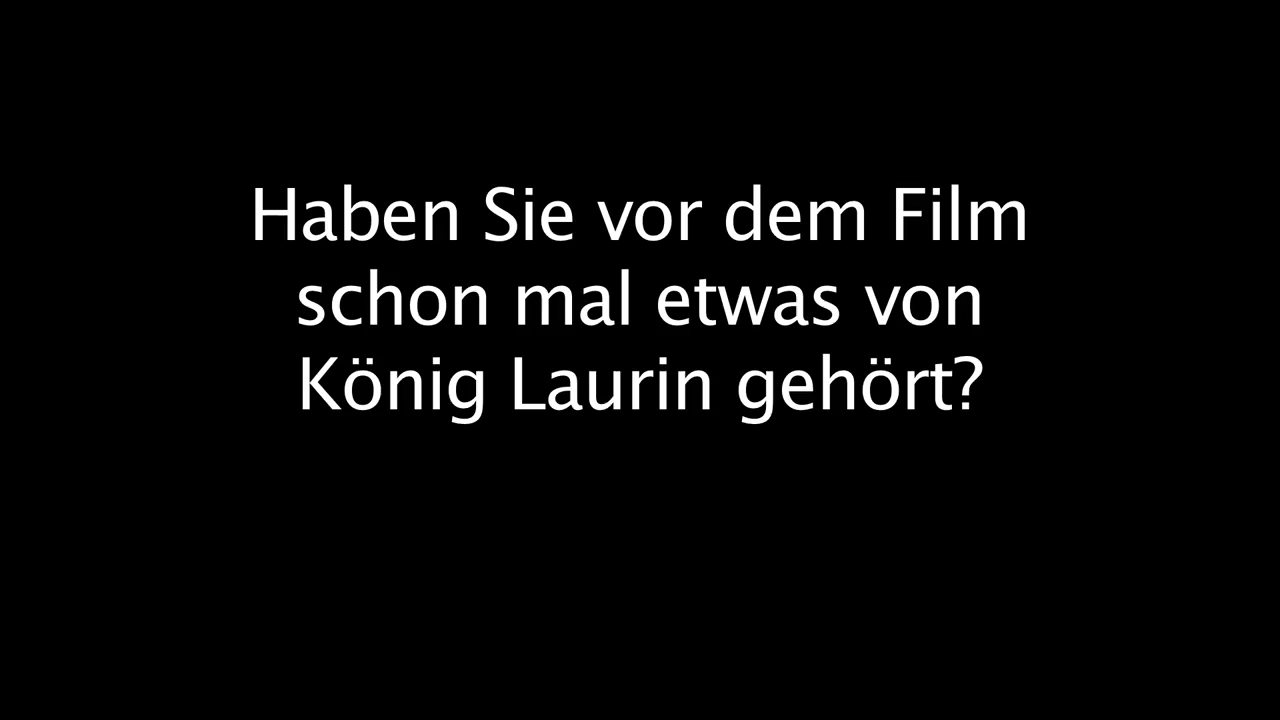 Haben Sie vor dem Film
schon mal etwas von
König Laurin gehört?